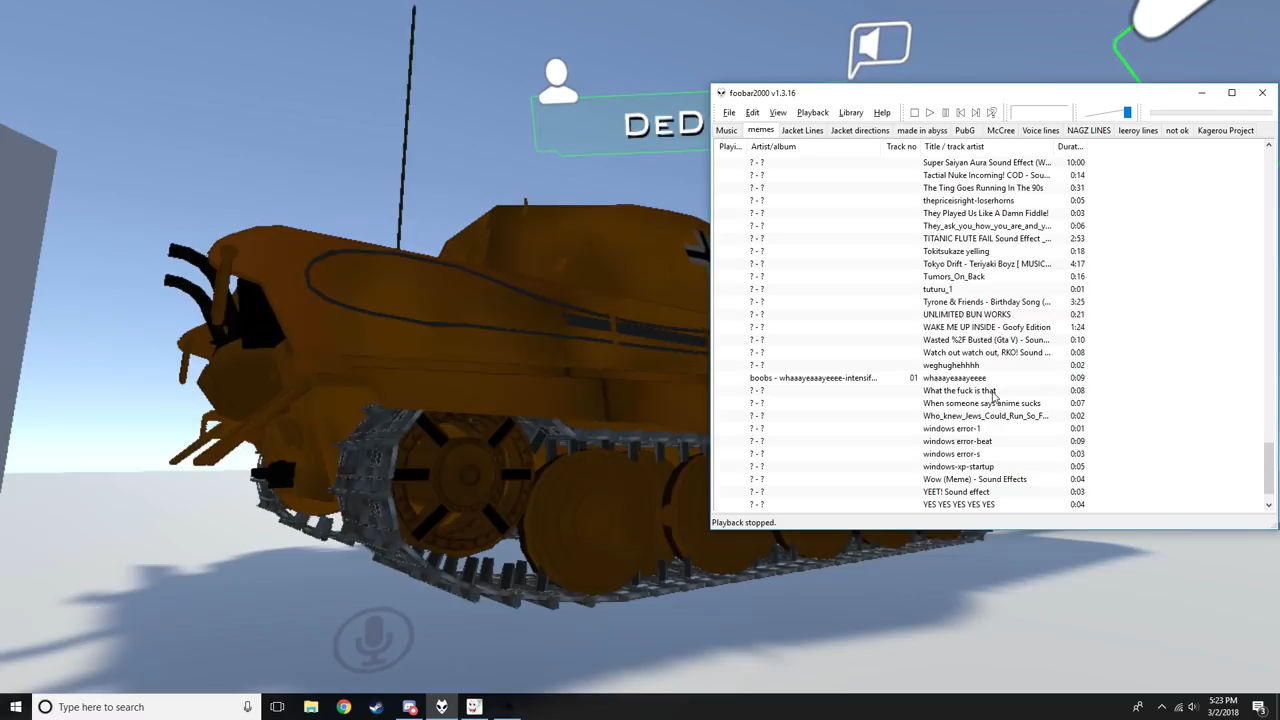 DeD
foobar2000 v1.3.16
File Edit View Playback Library Help
Music memes Jacket Lines Jacket directions made in abyss PubG McCree Voice lines NAGZ LINES leeroy lines not ok Kagerou Project
Playi... Artist/album Track no Title / track artist Durat...
? - ? Super Saiyan Aura Sound Effect (W... 10:00
? - ? Tactial Nuke Incoming! COD - Sou... 0:14
? - ? The Ting Goes Running In The 90s 0:31
? - ? thepriceisright-loserhorns 0:05
? - ? They Played Us Like A Damn Fiddle! 0:03
? - ? They_ask_you_how_you_are_and_y... 0:06
? - ? TITANIC FLUTE FAIL Sound Effect _... 2:53
? - ? Tokitsukaze yelling 0:18
? - ? Tokyo Drift - Teriyaki Boyz [ MUSIC... 4:17
? - ? Tumors_On_Back 0:16
? - ? tuturu_1 0:01
? - ? Tyrone & Friends - Birthday Song (... 3:25
? - ? UNLIMITED BUN WORKS 0:21
? - ? WAKE ME UP INSIDE - Goofy Edition 1:24
? - ? Wasted %2F Busted (Gta V) - Soun... 0:10
? - ? Watch out watch out, RKO! Sound ... 0:08
? - ? weghughehhhh 0:02
boobs - whaaayeaaayeeee-intensif... 01 whaaayeaaayeeee 0:09
? - ? What the fuck is that 0:08
? - ? When someone says anime sucks 0:07
? - ? Who_knew_Jews_Could_Run_So_F... 0:02
? - ? windows error-1 0:01
? - ? windows error-beat 0:09
? - ? windows error-s 0:03
? - ? windows-xp-startup 0:05
? - ? Wow (Meme) - Sound Effects 0:04
? - ? YEET! Sound effect 0:03
? - ? YES YES YES YES YES 0:04
Playback stopped.
Type here to search
5:23 PM
3/2/2018
3